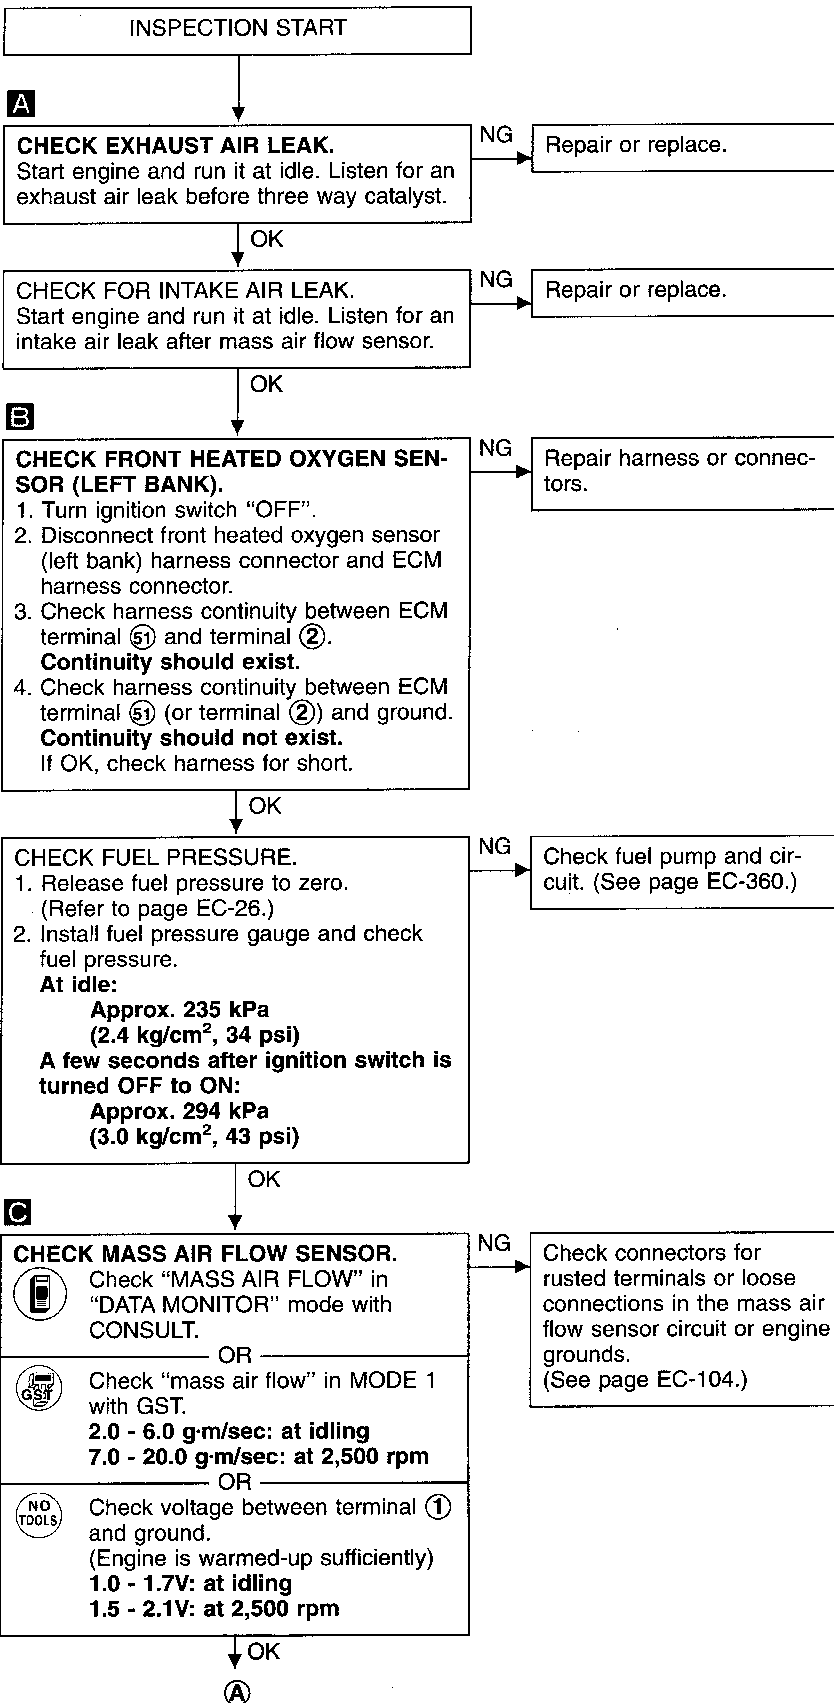 INSPECTION START
A
CHECK EXHAUST AIR LEAK.
Start engine and run it at idle. Listen for an
exhaust air leak before three way catalyst.
NG
Repair or replace.
OK
CHECK FOR INTAKE AIR LEAK.
Start engine and run it at idle. Listen for an
intake air leak after mass air flow sensor.
NG
Repair or replace.
OK
B
CHECK FRONT HEATED OXYGEN SEN-
SOR (LEFT BANK).
1. Turn ignition switch “OFF”.
2. Disconnect front heated oxygen sensor
(left bank) harness connector and ECM
harness connector.
3. Check harness continuity between ECM
terminal 51 and terminal 2.
Continuity should exist.
4. Check harness continuity between ECM
terminal 51 (or terminal 2) and ground.
Continuity should not exist.
If OK, check harness for short.
NG
Repair harness or connec-
tors.
OK
CHECK FUEL PRESSURE.
1. Release fuel pressure to zero.
(Refer to page EC-26.)
2. Install fuel pressure gauge and check
fuel pressure.
At idle:
Approx. 235 kPa
(2.4 kg/cm², 34 psi)
A few seconds after ignition switch is
turned OFF to ON:
Approx. 294 kPa
(3.0 kg/cm², 43 psi)
NG
Check fuel pump and cir-
cuit. (See page EC-360.)
OK
C
CHECK MASS AIR FLOW SENSOR.
Check “MASS AIR FLOW” in
“DATA MONITOR” mode with
CONSULT.
OR
GST
Check “mass air flow” in MODE 1
with GST.
2.0 - 6.0 g·m/sec: at idling
7.0 - 20.0 g·m/sec: at 2,500 rpm
OR
NO
TOOLS
Check voltage between terminal 1
and ground.
(Engine is warmed-up sufficiently)
1.0 - 1.7V: at idling
1.5 - 2.1V: at 2,500 rpm
NG
Check connectors for
rusted terminals or loose
connections in the mass air
flow sensor circuit or engine
grounds.
(See page EC-104.)
OK
A